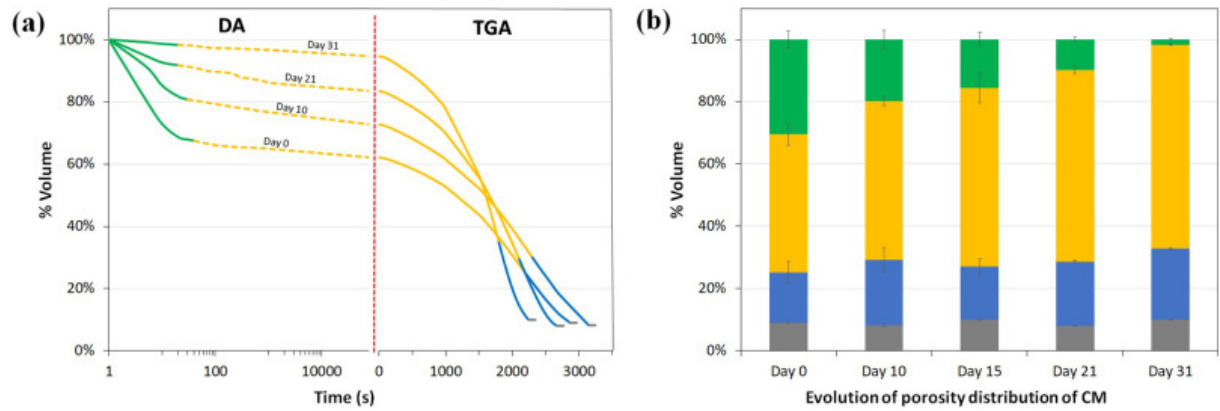 (a)
DA
TGA
% Volume
100%
80%
60%
40%
20%
0%
Day 31
Day 21
Day 10
Day 0
1
100
10000
0
1000
2000
3000
Time (s)
(b)
% Volume
100%
80%
60%
40%
20%
0%
Day 0
Day 10
Day 15
Day 21
Day 31
Evolution of porosity distribution of CM